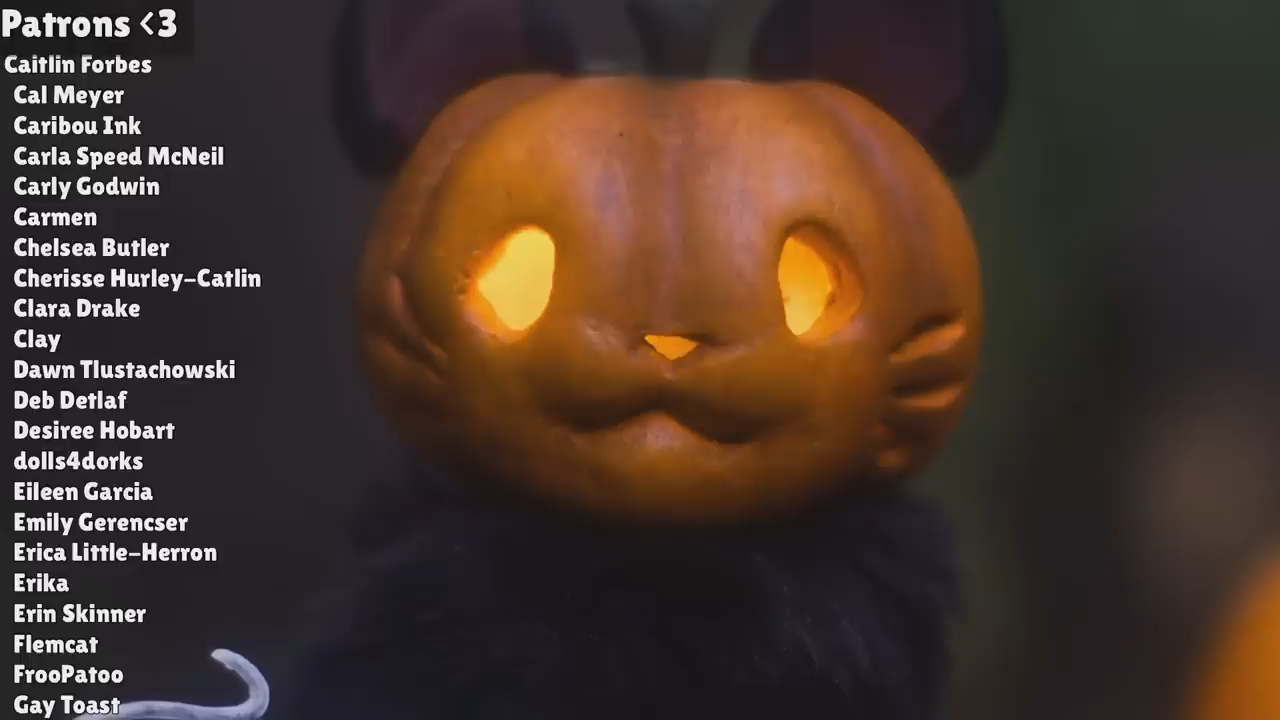 Patrons <3
Caitlin Forbes
Cal Meyer
Caribou Ink
Carla Speed McNeil
Carly Godwin
Carmen
Chelsea Butler
Cherisse Hurley-Catlin
Clara Drake
Clay
Dawn Tlustachowski
Deb Detlaf
Desiree Hobart
dolls4dorks
Eileen Garcia
Emily Gerencser
Erica Little-Herron
Erika
Erin Skinner
Flemcat
FrooPatoo
Gay Toast